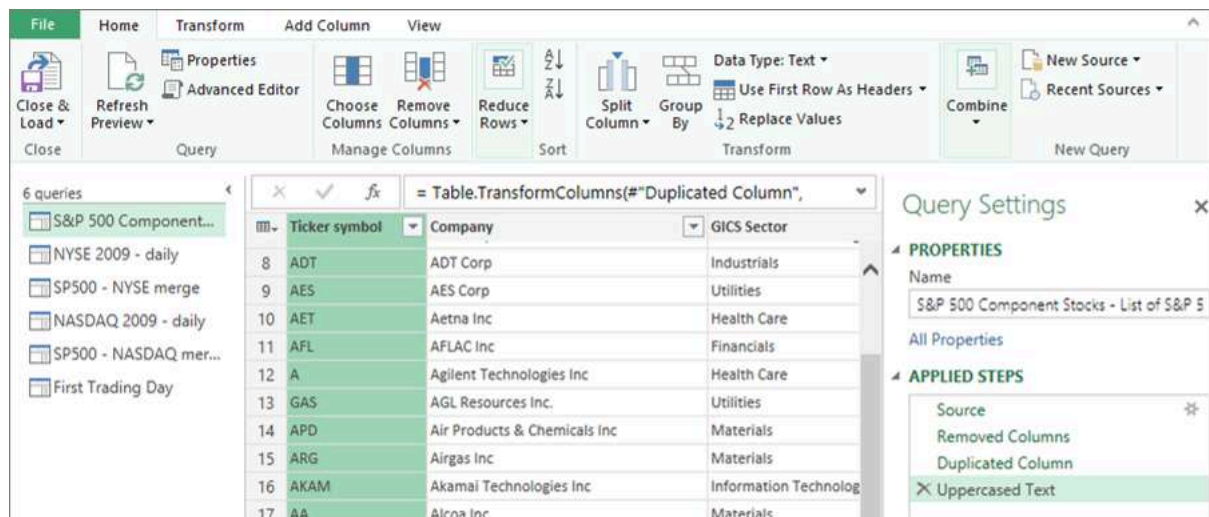 File Home Transform Add Column View
Properties
Advanced Editor
Close & Load
Refresh Preview
Choose Columns
Remove Columns
Reduce Rows
Split Column
Group By
Data Type: Text
Use First Row As Headers
Replace Values
Combine
New Source
Recent Sources
Close Query Manage Columns Sort Transform New Query
6 queries
S&P 500 Component...
NYSE 2009 - daily
SP500 - NYSE merge
NASDAQ 2009 - daily
SP500 - NASDAQ mer...
First Trading Day
fx = Table.TransformColumns(#"Duplicated Column",
Ticker symbol Company GICS Sector
8 ADT ADT Corp Industrials
9 AES AES Corp Utilities
10 AET Aetna Inc Health Care
11 AFL AFLAC Inc Financials
12 A Agilent Technologies Inc Health Care
13 GAS AGL Resources Inc. Utilities
14 APD Air Products & Chemicals Inc Materials
15 ARG Airgas Inc Materials
16 AKAM Akamai Technologies Inc Information Technolog
17 AA Alcoa Inc Materials
Query Settings
PROPERTIES
Name
S&P 500 Component Stocks - List of S&P 5
All Properties
APPLIED STEPS
Source
Removed Columns
Duplicated Column
Uppercased Text